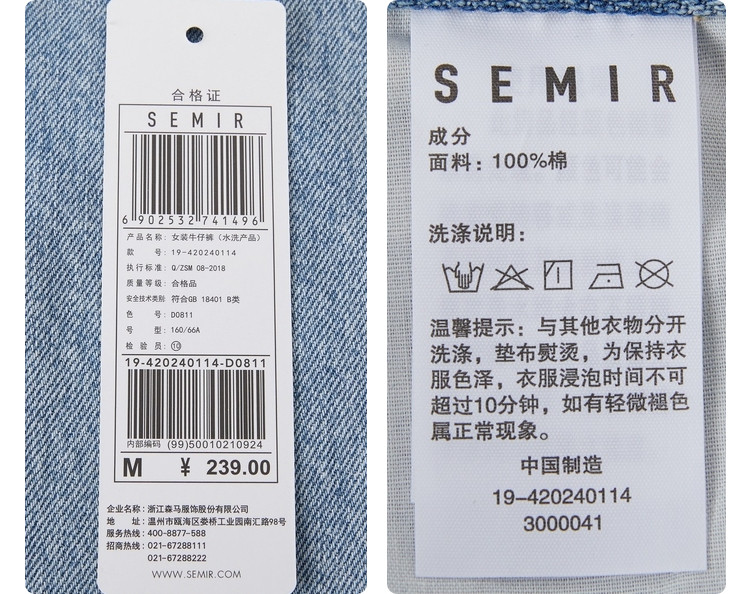 合格证
SEMIR
6 902532 741496
产品名称: 女装牛仔裤（水洗产品）
款 号: 19-420240114
执行标准: Q/ZSM 08-2018
质量等级: 合格品
安全技术类别: 符合GB 18401 B类
色 号: D0811
号 型: 160/66A
检 验 员: ⑩
19-420240114-D0811
内部编码 (99)50010210924
M ¥ 239.00
企业名称: 浙江森马服饰股份有限公司
地 址: 温州市瓯海区娄桥工业园南汇路98号
服务热线: 400-8877-588
招商热线: 021-67288111
021-67288222
WWW.SEMIR.COM
SEMIR
成分
面料: 100%棉
洗涤说明:
温馨提示: 与其他衣物分开
洗涤, 垫布熨烫, 为保持衣
服色泽, 衣服浸泡时间不可
超过10分钟, 如有轻微褪色
属正常现象。
中国制造
19-420240114
3000041